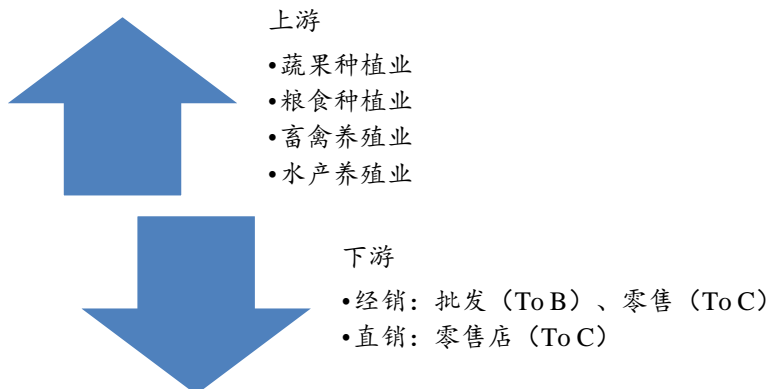 上游
•蔬果种植业
•粮食种植业
•畜禽养殖业
•水产养殖业
下游
•经销：批发（To B）、零售（To C）
•直销：零售店（To C）